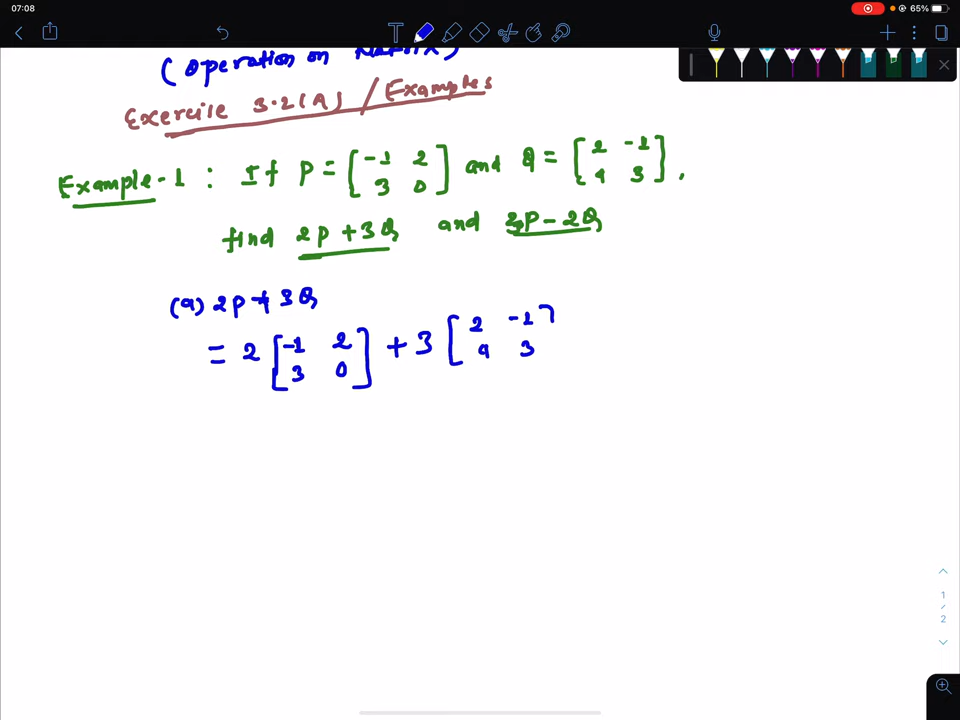 07:08 65%
(Operation on Matrix)
Exercise 3.2(A) / Examples
Example-1 : If P = [-1 2
3 0] and Q = [2 -1
4 3],
find 2P + 3Q and 2P - 2Q
(a) 2P + 3Q
= 2 [-1 2
3 0] + 3 [2 -1
4 3
1
/
2